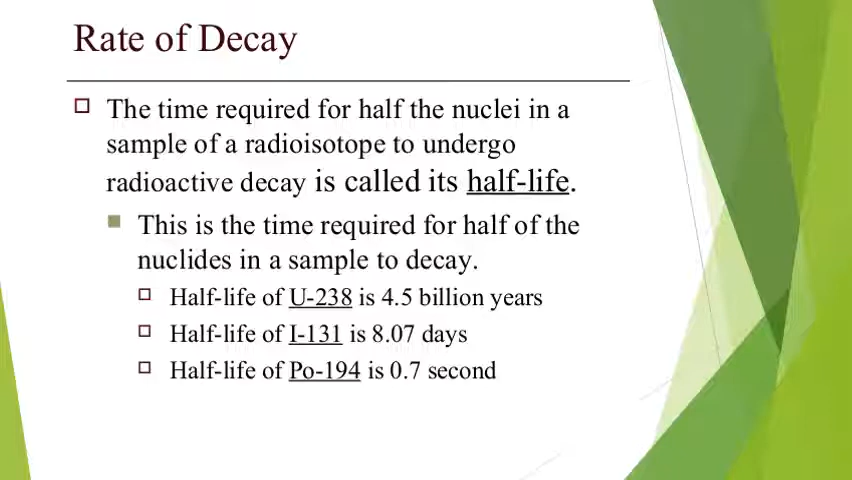 Rate of Decay
The time required for half the nuclei in a
sample of a radioisotope to undergo
radioactive decay is called its half-life.
This is the time required for half of the
nuclides in a sample to decay.
Half-life of U-238 is 4.5 billion years
Half-life of I-131 is 8.07 days
Half-life of Po-194 is 0.7 second